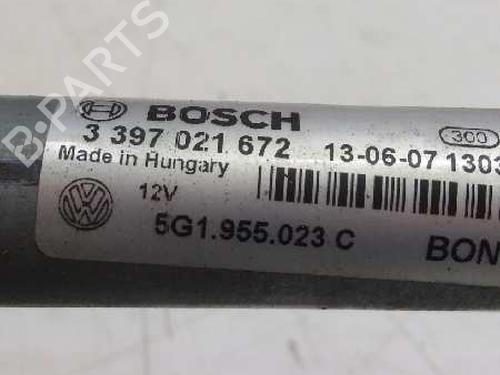 BOSCH
300
3 397 021 672 13-06-07 1303
Made in Hungary
12V
5G1.955.023 C
BON
B-PARTS